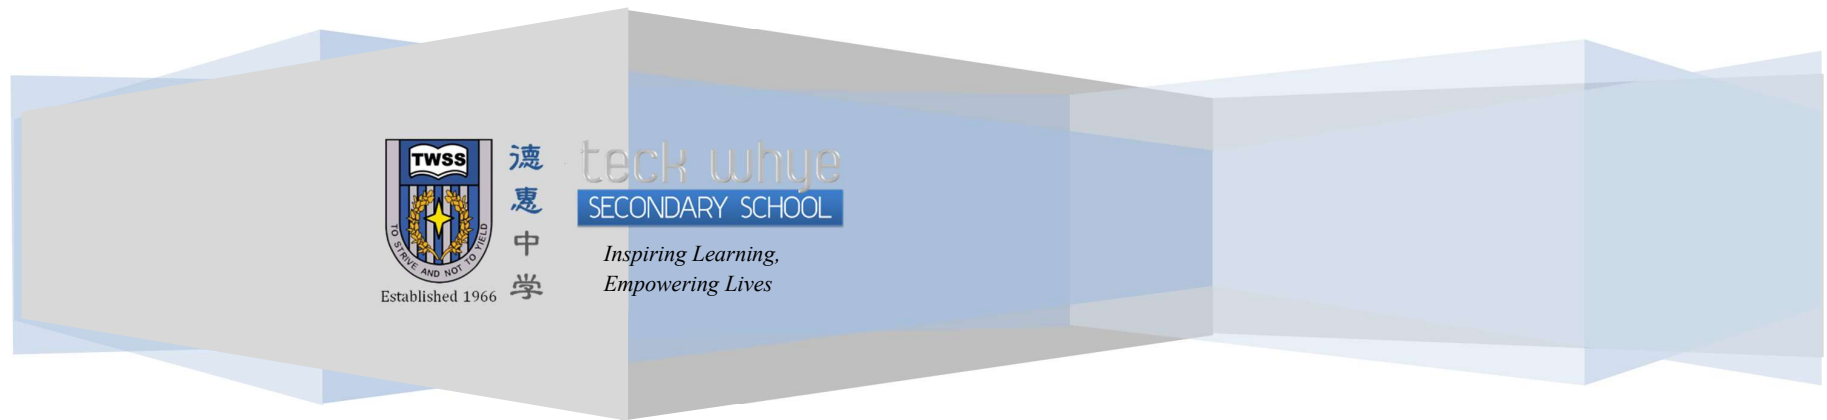 TWSS
TO STRIVE AND NOT TO YIELD
Established 1966
德
惠
中
学
teck whye
SECONDARY SCHOOL
Inspiring Learning,
Empowering Lives